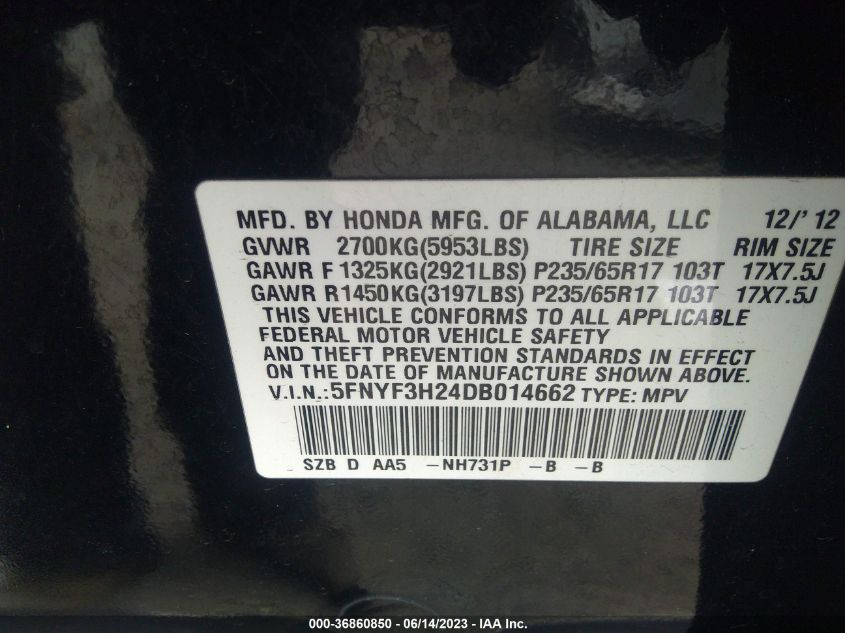 MFD. BY HONDA MFG. OF ALABAMA, LLC 12/'12
GVWR 2700KG(5953LBS) TIRE SIZE RIM SIZE
GAWR F 1325KG(2921LBS) P235/65R17 103T 17X7.5J
GAWR R1450KG(3197LBS) P235/65R17 103T 17X7.5J
THIS VEHICLE CONFORMS TO ALL APPLICABLE
FEDERAL MOTOR VEHICLE SAFETY
AND THEFT PREVENTION STANDARDS IN EFFECT
ON THE DATE OF MANUFACTURE SHOWN ABOVE.
V.I.N.:5FNYF3H24DB014662 TYPE: MPV
SZB D AA5 -NH731P -B -B
000-36860850 - 06/14/2023 - IAA Inc.